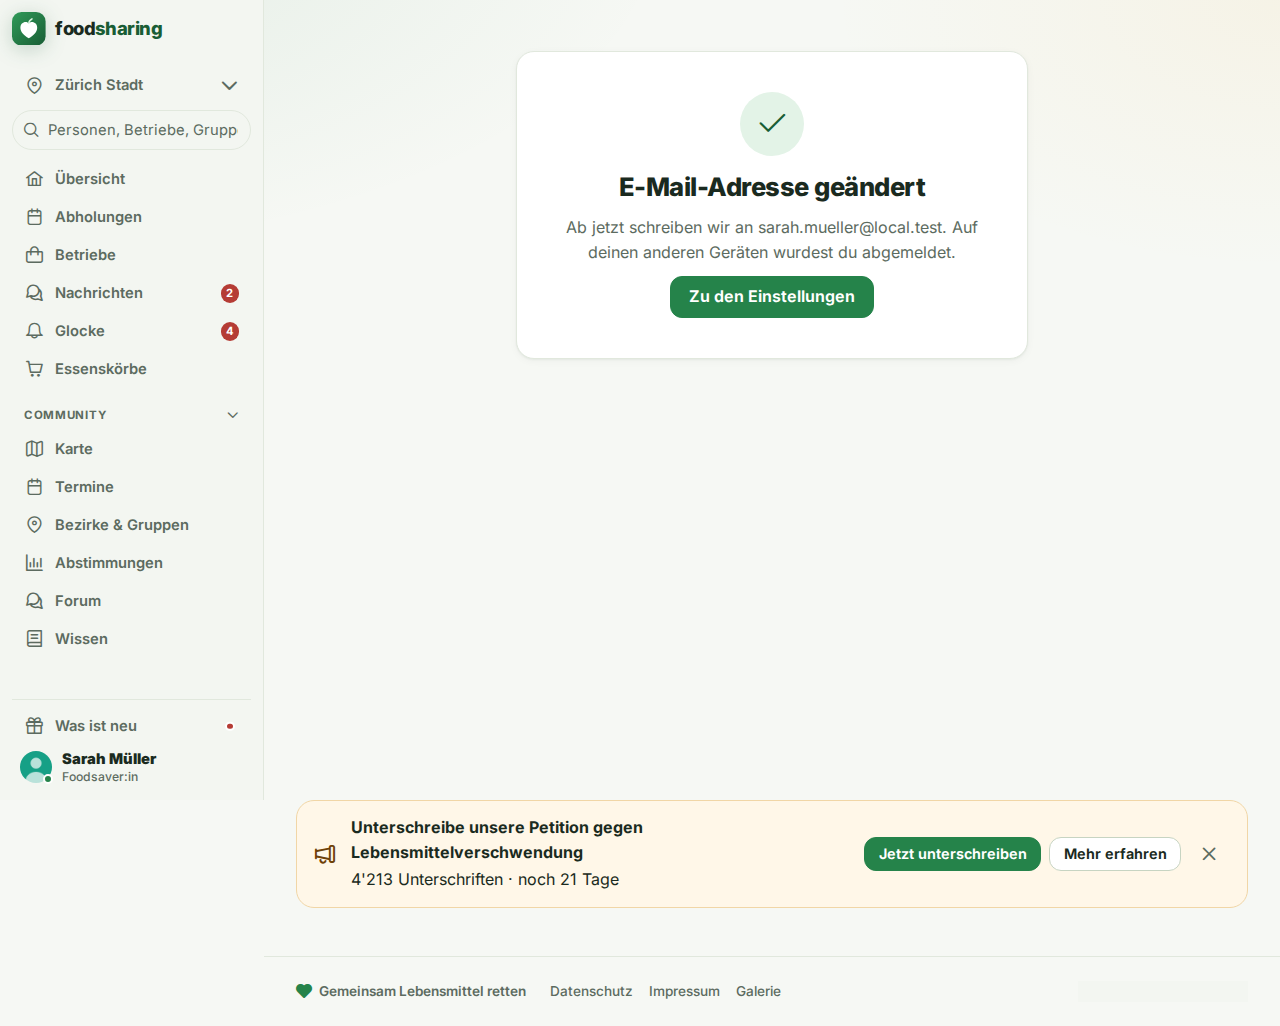 foodsharing
Zürich Stadt
Personen, Betriebe, Grupp
Übersicht
Abholungen
Betriebe
Nachrichten 2
Glocke 4
Essenskörbe
COMMUNITY
Karte
Termine
Bezirke & Gruppen
Abstimmungen
Forum
Wissen
Was ist neu
Sarah Müller
Foodsaver:in
E-Mail-Adresse geändert
Ab jetzt schreiben wir an sarah.mueller@local.test. Auf
deinen anderen Geräten wurdest du abgemeldet.
Zu den Einstellungen
Unterschreibe unsere Petition gegen
Lebensmittelverschwendung
4'213 Unterschriften · noch 21 Tage
Jetzt unterschreiben
Mehr erfahren
Gemeinsam Lebensmittel retten
Datenschutz
Impressum
Galerie